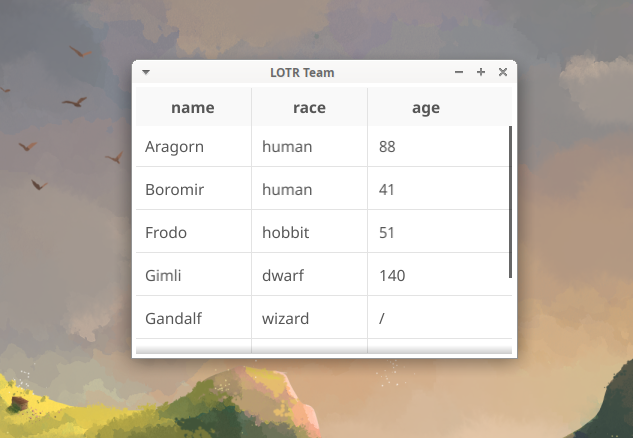 LOTR Team
name race age
Aragorn human 88
Boromir human 41
Frodo hobbit 51
Gimli dwarf 140
Gandalf wizard /